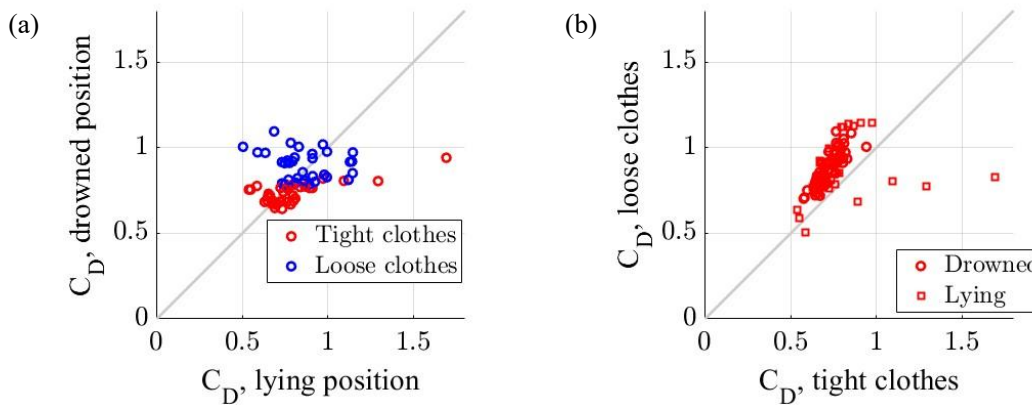 (a)
C_D, drowned position
1.5
1
0.5
0
Tight clothes
Loose clothes
0 0.5 1 1.5
C_D, lying position
(b)
C_D, loose clothes
1.5
1
0.5
0
Drowned
Lying
0 0.5 1 1.5
C_D, tight clothes